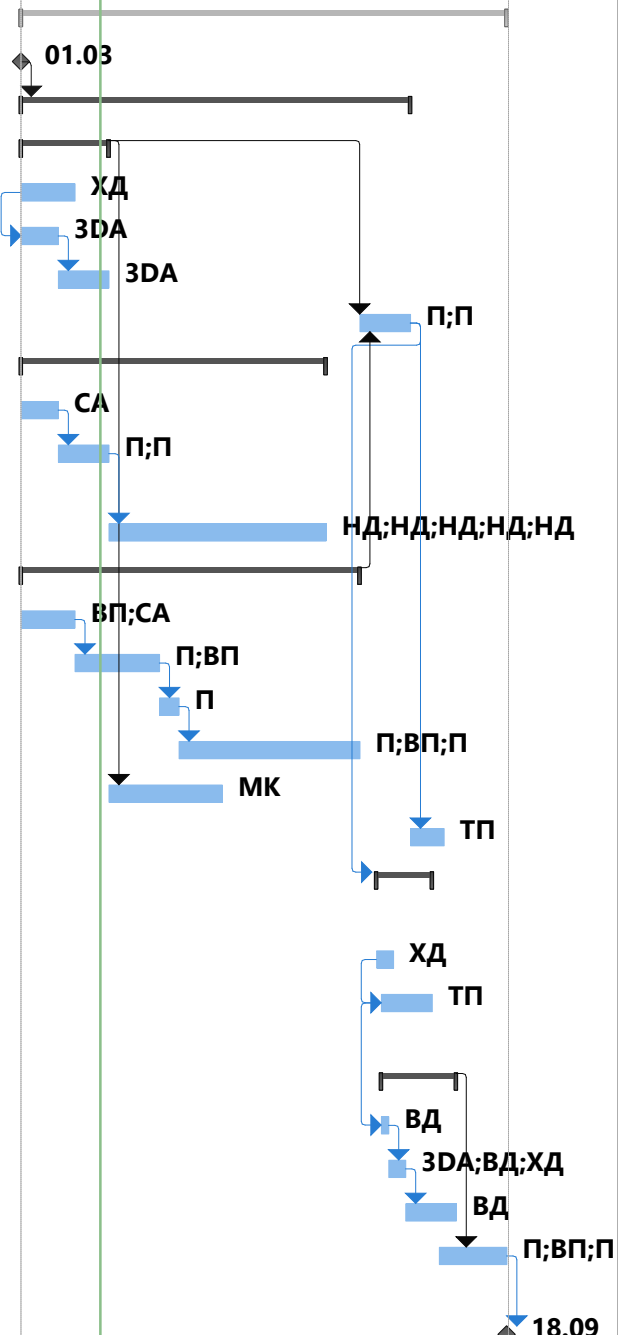 01.03
ХД
3DA
3DA
П;П
СА
П;П
НД;НД;НД;НД;НД
ВП;СА
П;ВП
П
П;ВП;П
МК
ТП
ХД
ТП
ВД
3DA;ВД;ХД
ВД
П;ВП;П
18.09